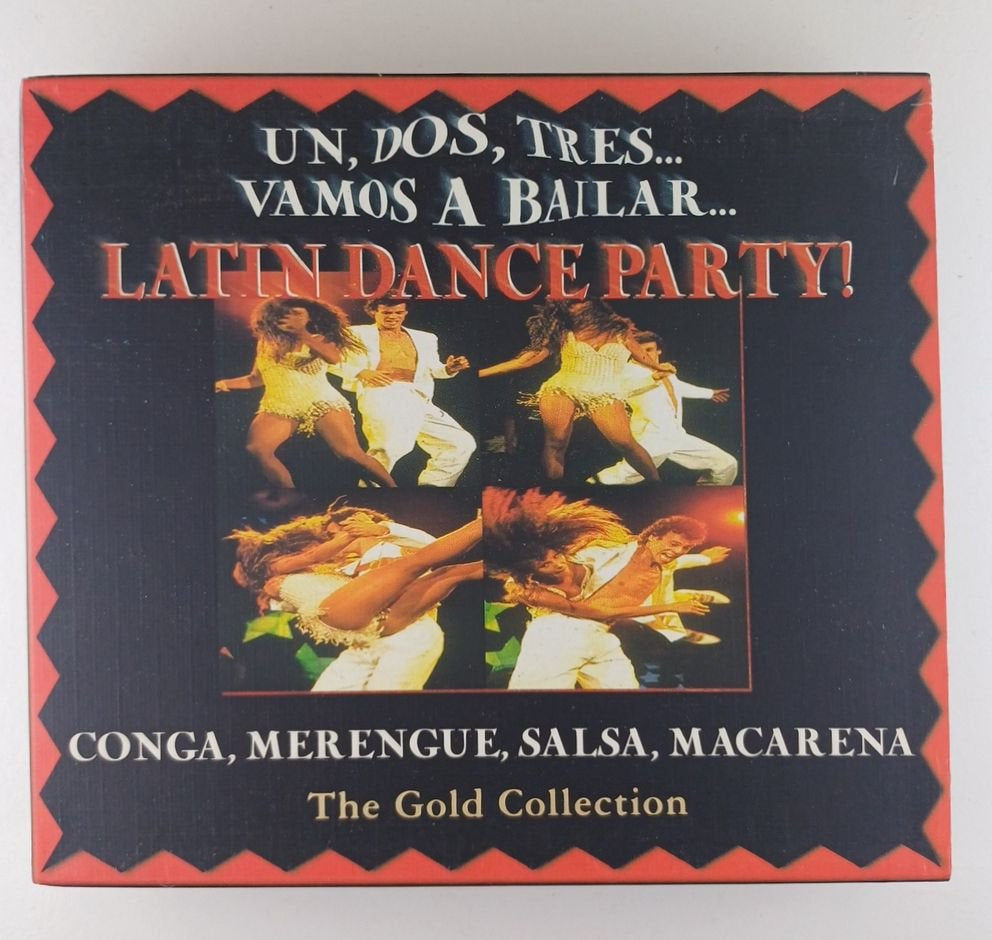 UN, DOS, TRES...
VAMOS A BAILAR...
LATIN DANCE PARTY!
CONGA, MERENGUE, SALSA, MACARENA
The Gold Collection